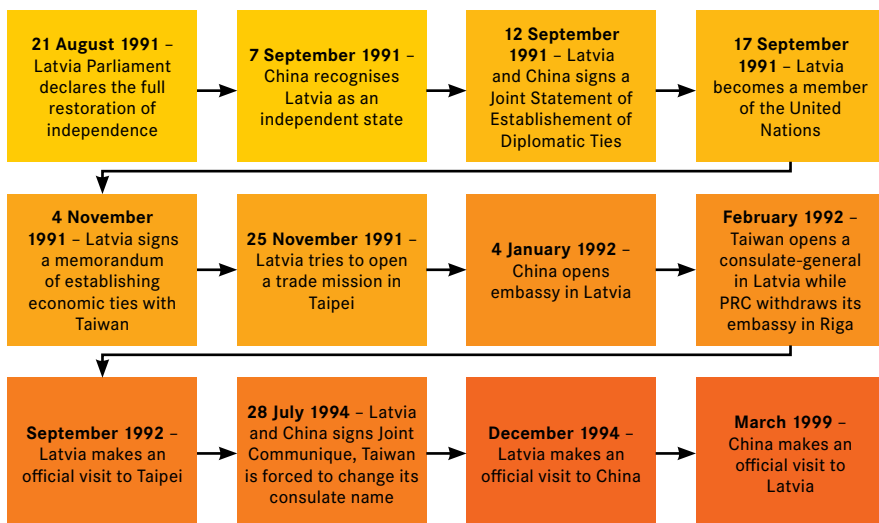 21 August 1991 –
Latvia Parliament
declares the full
restoration of
independence
7 September 1991 –
China recognises
Latvia as an
independent state
12 September
1991 – Latvia
and China signs a
Joint Statement of
Establishement of
Diplomatic Ties
17 September
1991 – Latvia
becomes a member
of the United
Nations
4 November
1991 – Latvia signs
a memorandum
of establishing
economic ties with
Taiwan
25 November 1991 –
Latvia tries to open
a trade mission in
Taipei
4 January 1992 –
China opens
embassy in Latvia
February 1992 –
Taiwan opens a
consulate-general
in Latvia while
PRC withdraws its
embassy in Riga
September 1992 –
Latvia makes an
official visit to Taipei
28 July 1994 – Latvia
and China signs Joint
Communique, Taiwan
is forced to change its
consulate name
December 1994 –
Latvia makes an
official visit to China
March 1999 –
China makes an
official visit to
Latvia